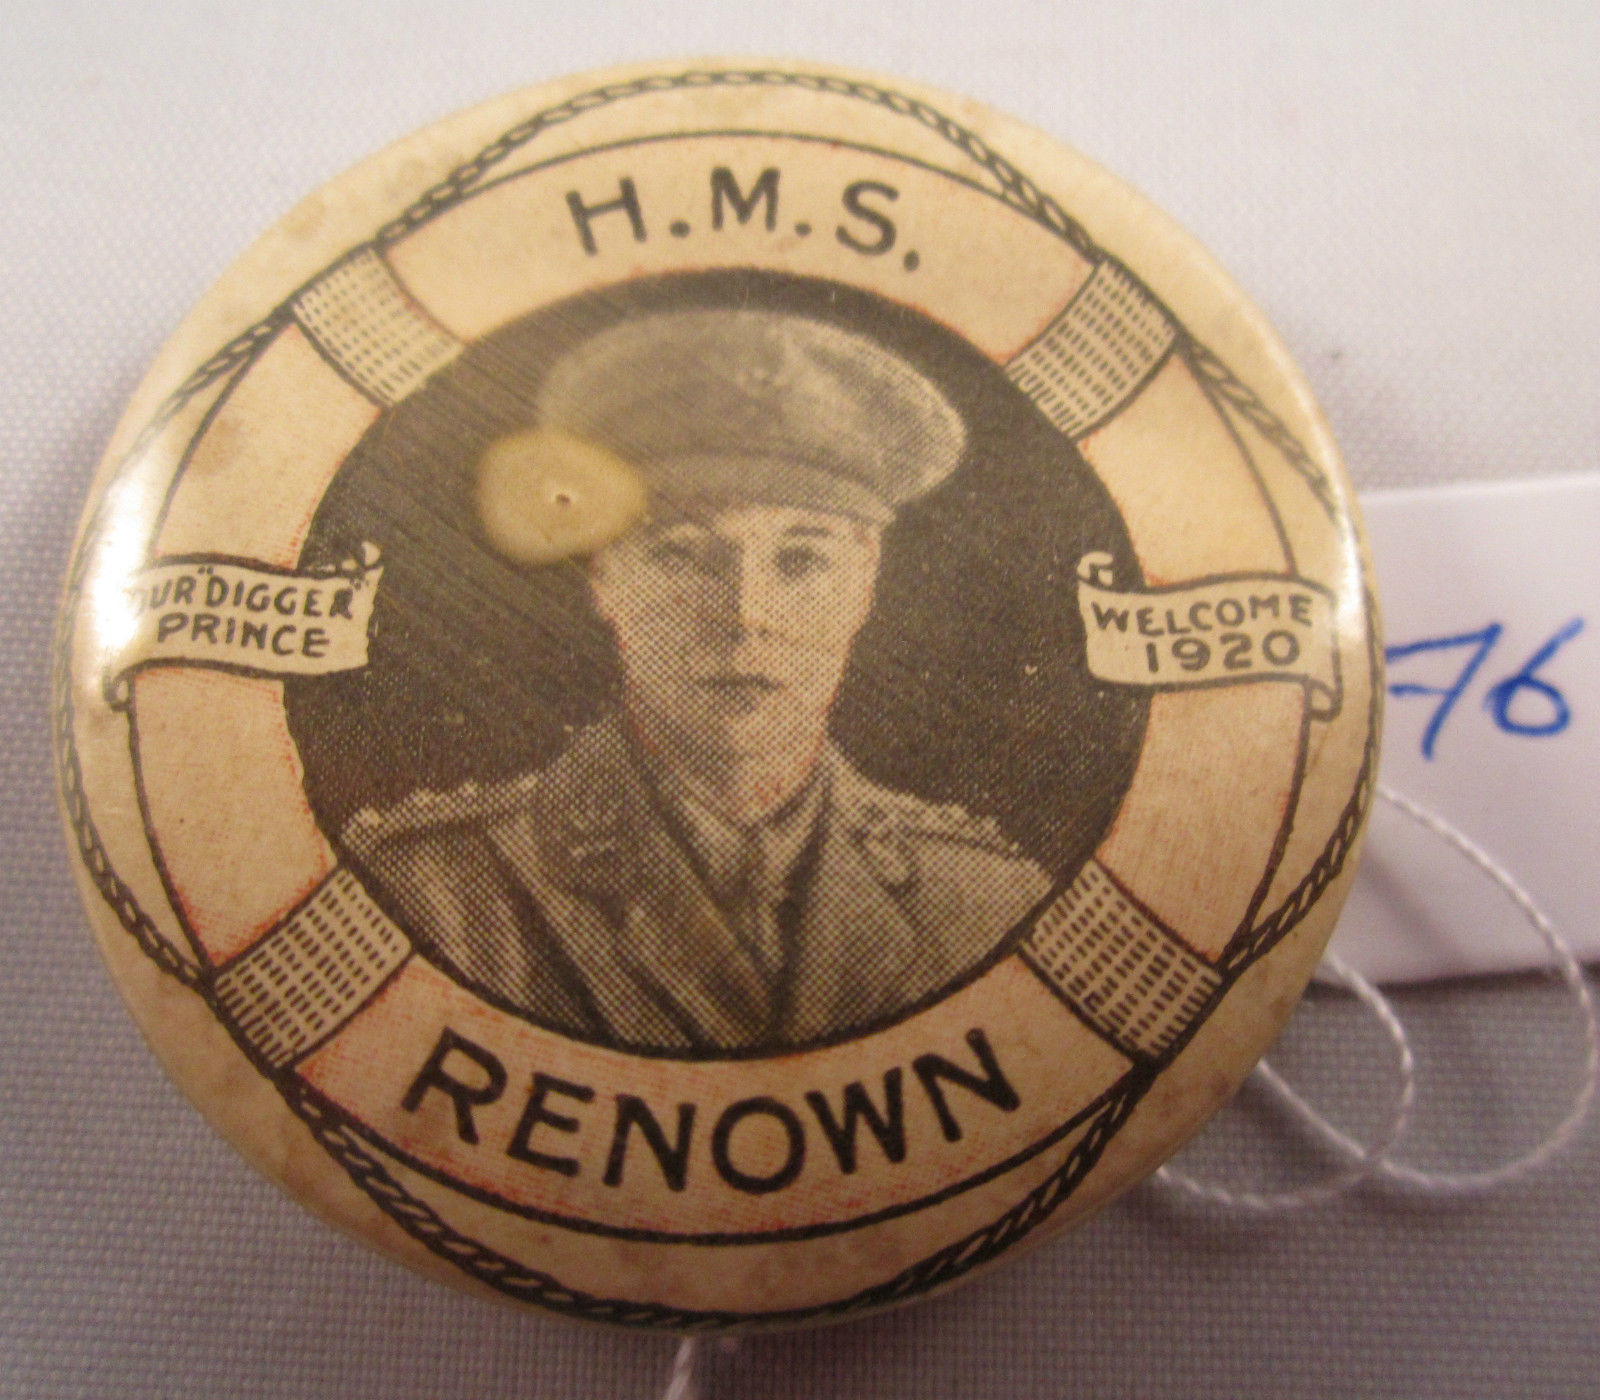 H.M.S.
OUR "DIGGER"
PRINCE
WELCOME
1920
RENOWN
76